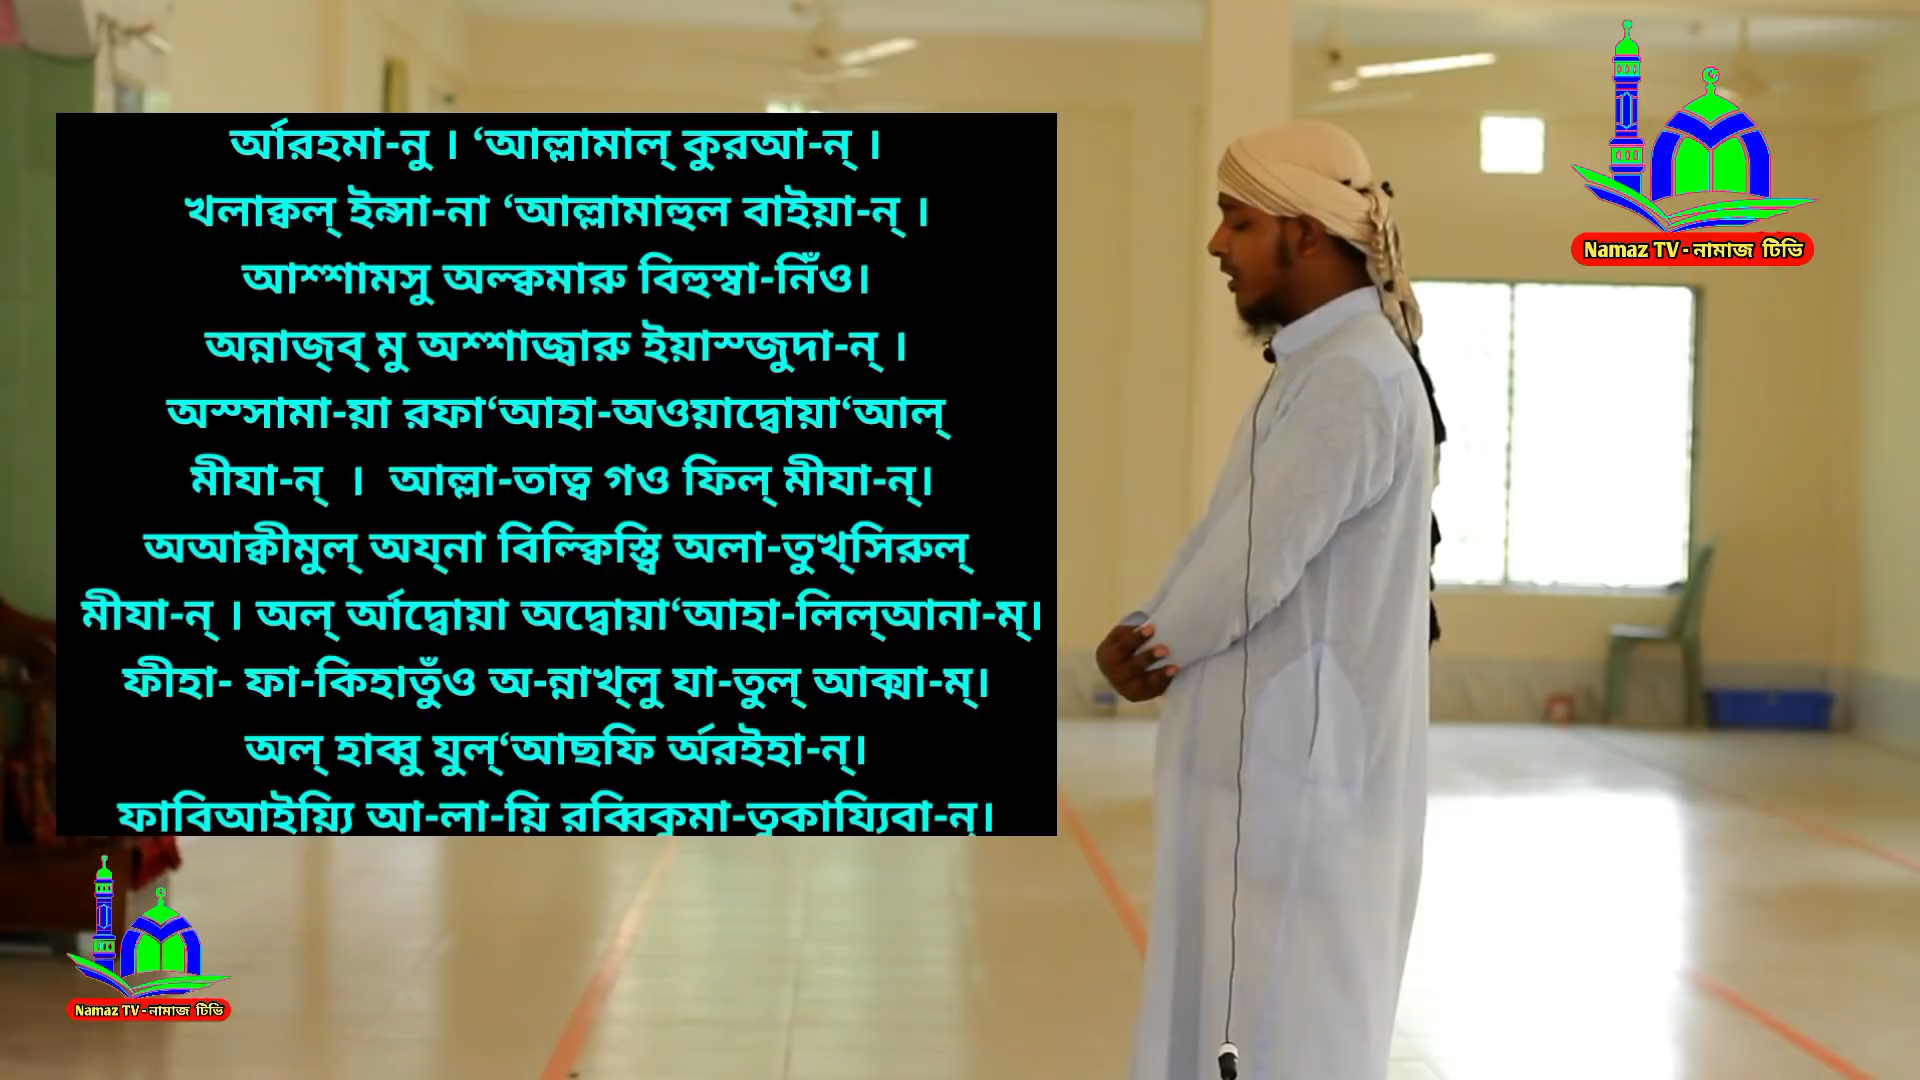 র্আরহমা-নু । ‘আল্লামাল্ কুরআ-ন্ ।
খলাক্বল্ ইন্সা-না ‘আল্লামাহুল বাইয়া-ন্ ।
আশ্শামসু অল্ক্বমারু বিহুস্বা-নিঁও।
অন্নাজ্ব্ মু অশ্শাজ্বারু ইয়াস্জুদা-ন্ ।
অস্সামা-য়া রফা‘আহা-অওয়াদ্বোয়া‘আল্
মীযা-ন্ । আল্লা-তাত্ব গও ফিল্ মীযা-ন্।
অআক্বীমুল্ অয্না বিল্ক্বিস্ত্বি অলা-তুখ্সিরুল্
মীযা-ন্ । অল্ র্আদ্বোয়া অদ্বোয়া‘আহা-লিল্আনা-ম্।
ফীহা- ফা-কিহাতুঁও অ-ন্নাখ্লু যা-তুল্ আক্মা-ম্।
অল্ হাব্বু যুল্‘আছফি র্অরইহা-ন্।
ফাবিআইয়্যি আ-লা-য়ি রব্বিকুমা-তুকায্যিবা-ন্।
Namaz TV - নামাজ টিভি
Namaz TV - নামাজ টিভি